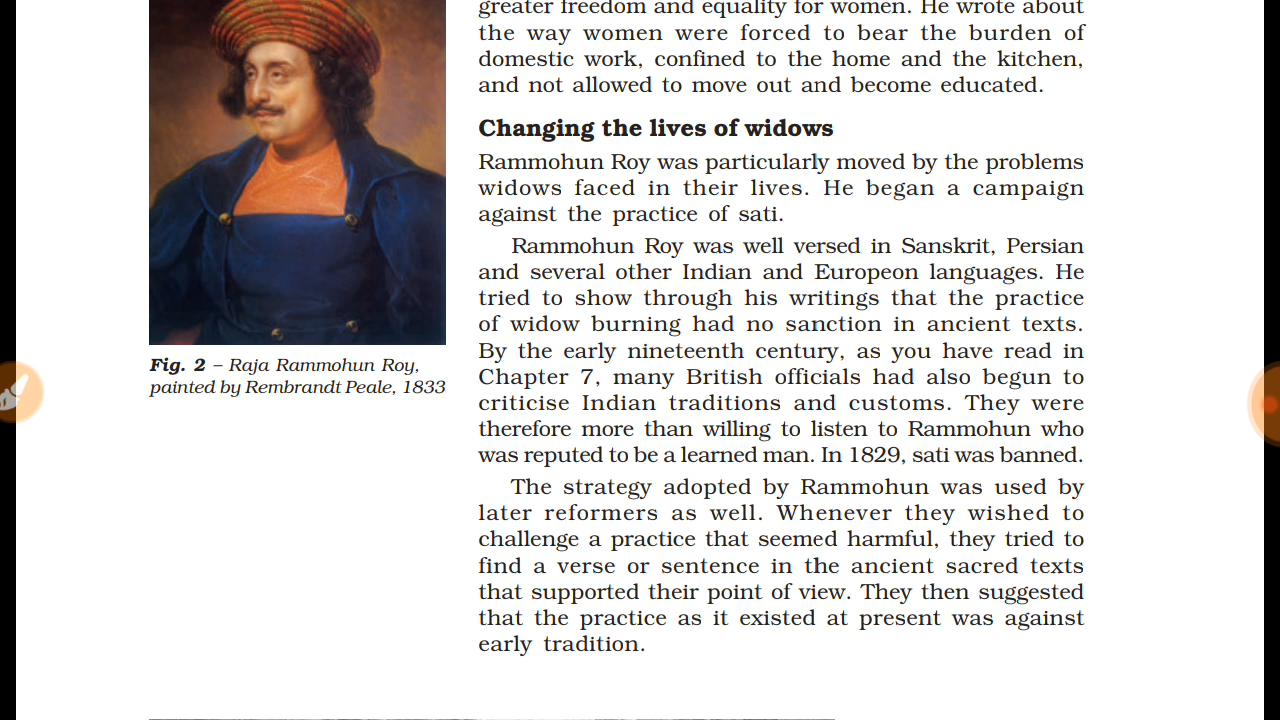 greater freedom and equality for women. He wrote about
the way women were forced to bear the burden of
domestic work, confined to the home and the kitchen,
and not allowed to move out and become educated.
Changing the lives of widows
Rammohun Roy was particularly moved by the problems
widows faced in their lives. He began a campaign
against the practice of sati.
Rammohun Roy was well versed in Sanskrit, Persian
and several other Indian and Europeon languages. He
tried to show through his writings that the practice
of widow burning had no sanction in ancient texts.
By the early nineteenth century, as you have read in
Chapter 7, many British officials had also begun to
criticise Indian traditions and customs. They were
therefore more than willing to listen to Rammohun who
was reputed to be a learned man. In 1829, sati was banned.
The strategy adopted by Rammohun was used by
later reformers as well. Whenever they wished to
challenge a practice that seemed harmful, they tried to
find a verse or sentence in the ancient sacred texts
that supported their point of view. They then suggested
that the practice as it existed at present was against
early tradition.
Fig. 2 – Raja Rammohun Roy,
painted by Rembrandt Peale, 1833